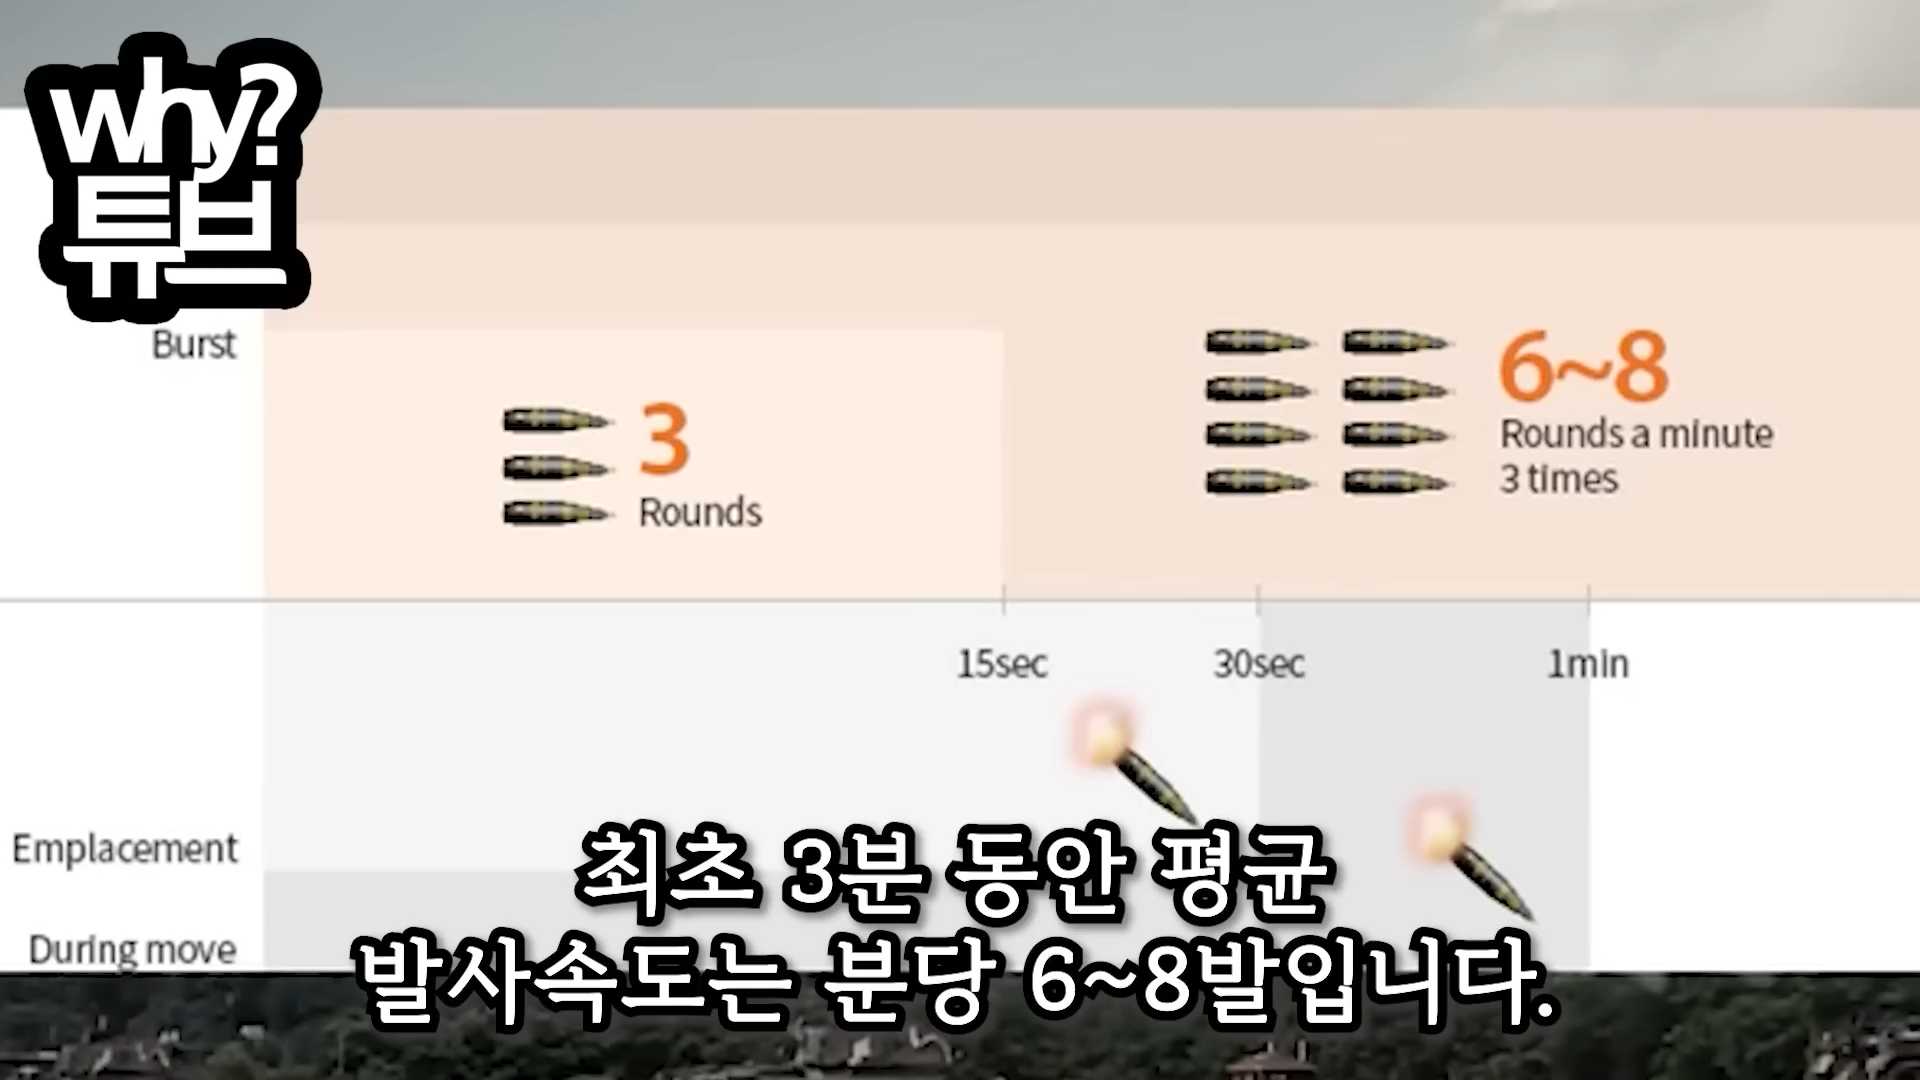 why?
튜브
Burst
3
Rounds
6~8
Rounds a minute
3 times
15sec
30sec
1min
Emplacement
During move
최초 3분 동안 평균
발사속도는 분당 6~8발입니다.